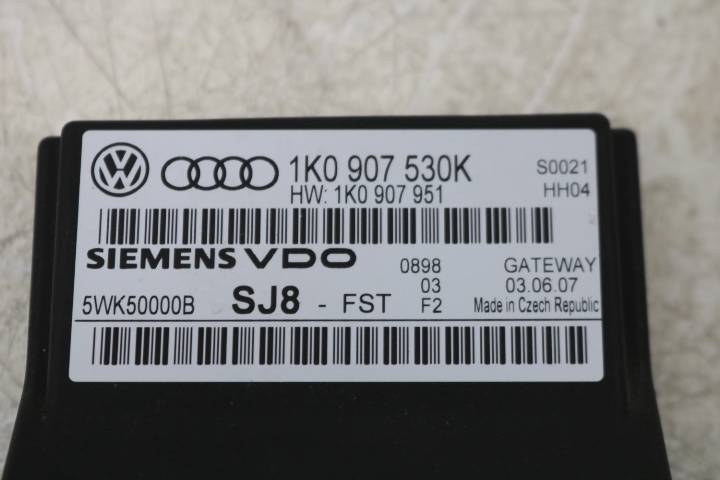 1K0 907 530K S0021
HW: 1K0 907 951 HH04
SIEMENS VDO 0898 GATEWAY
03 03.06.07
5WK50000B SJ8 - FST F2 Made in Czech Republic